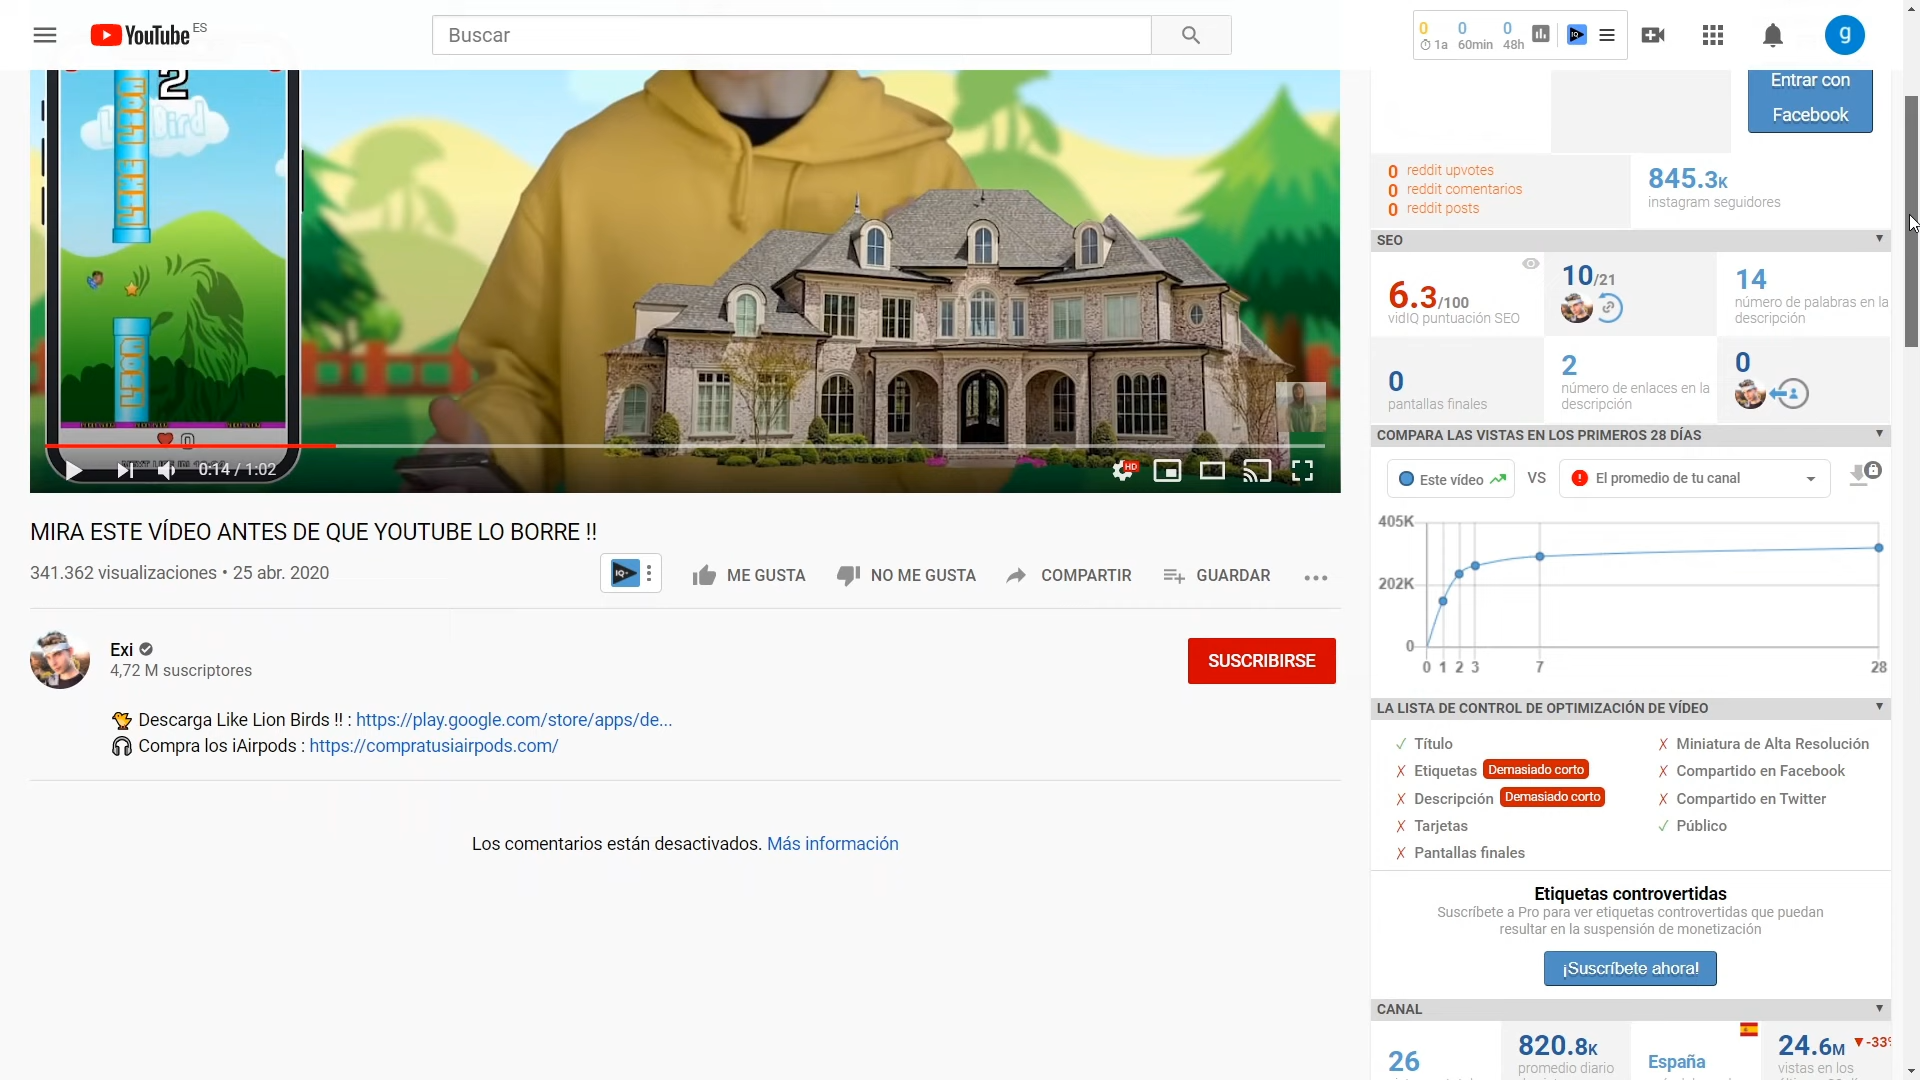 YouTube ES
Buscar
0 0 0
1a 60min 48h
g
2
Bird
0
0:14 / 1:02
HD
MIRA ESTE VÍDEO ANTES DE QUE YOUTUBE LO BORRE !!
341.362 visualizaciones • 25 abr. 2020
IQ+
ME GUSTA
NO ME GUSTA
COMPARTIR
GUARDAR
Exi
4,72 M suscriptores
SUSCRIBIRSE
Descarga Like Lion Birds !! : https://play.google.com/store/apps/de...
Compra los iAirpods : https://compratusiairpods.com/
Los comentarios están desactivados. Más información
Entrar con
Facebook
0 reddit upvotes
0 reddit comentarios
0 reddit posts
845.3K
instagram seguidores
SEO
6.3/100
vidIQ puntuación SEO
10/21
14
número de palabras en la
descripción
0
pantallas finales
2
número de enlaces en la
descripción
0
COMPARA LAS VISTAS EN LOS PRIMEROS 28 DÍAS
Este vídeo VS El promedio de tu canal
405K
202K
0
0 1 2 3 7 28
LA LISTA DE CONTROL DE OPTIMIZACIÓN DE VÍDEO
✓ Título
✗ Etiquetas Demasiado corto
✗ Descripción Demasiado corto
✗ Tarjetas
✗ Pantallas finales
✗ Miniatura de Alta Resolución
✗ Compartido en Facebook
✗ Compartido en Twitter
✓ Público
Etiquetas controvertidas
Suscríbete a Pro para ver etiquetas controvertidas que puedan
resultar en la suspensión de monetización
¡Suscríbete ahora!
CANAL
26
820.8K
promedio diario
España
24.6M ▼-33%
vistas en los